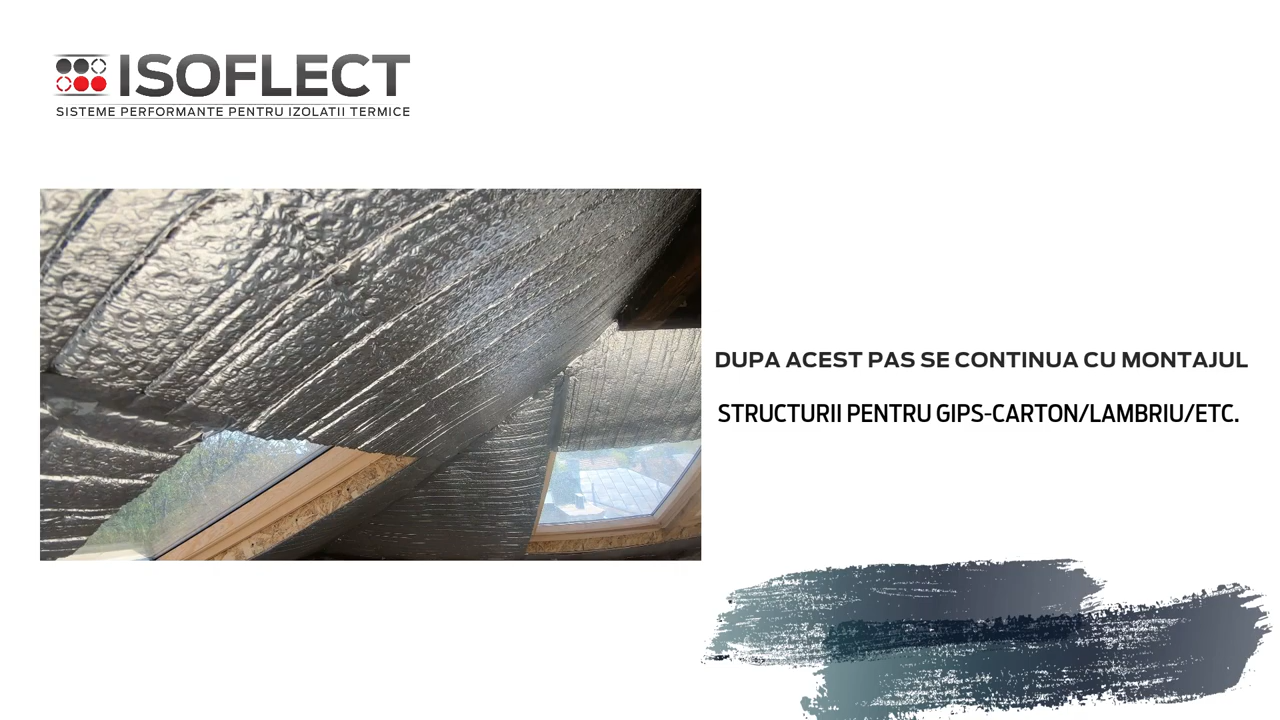 ISOFLECT
SISTEME PERFORMANTE PENTRU IZOLATII TERMICE
DUPA ACEST PAS SE CONTINUA CU MONTAJUL
STRUCTURII PENTRU GIPS-CARTON/LAMBRIU/ETC.